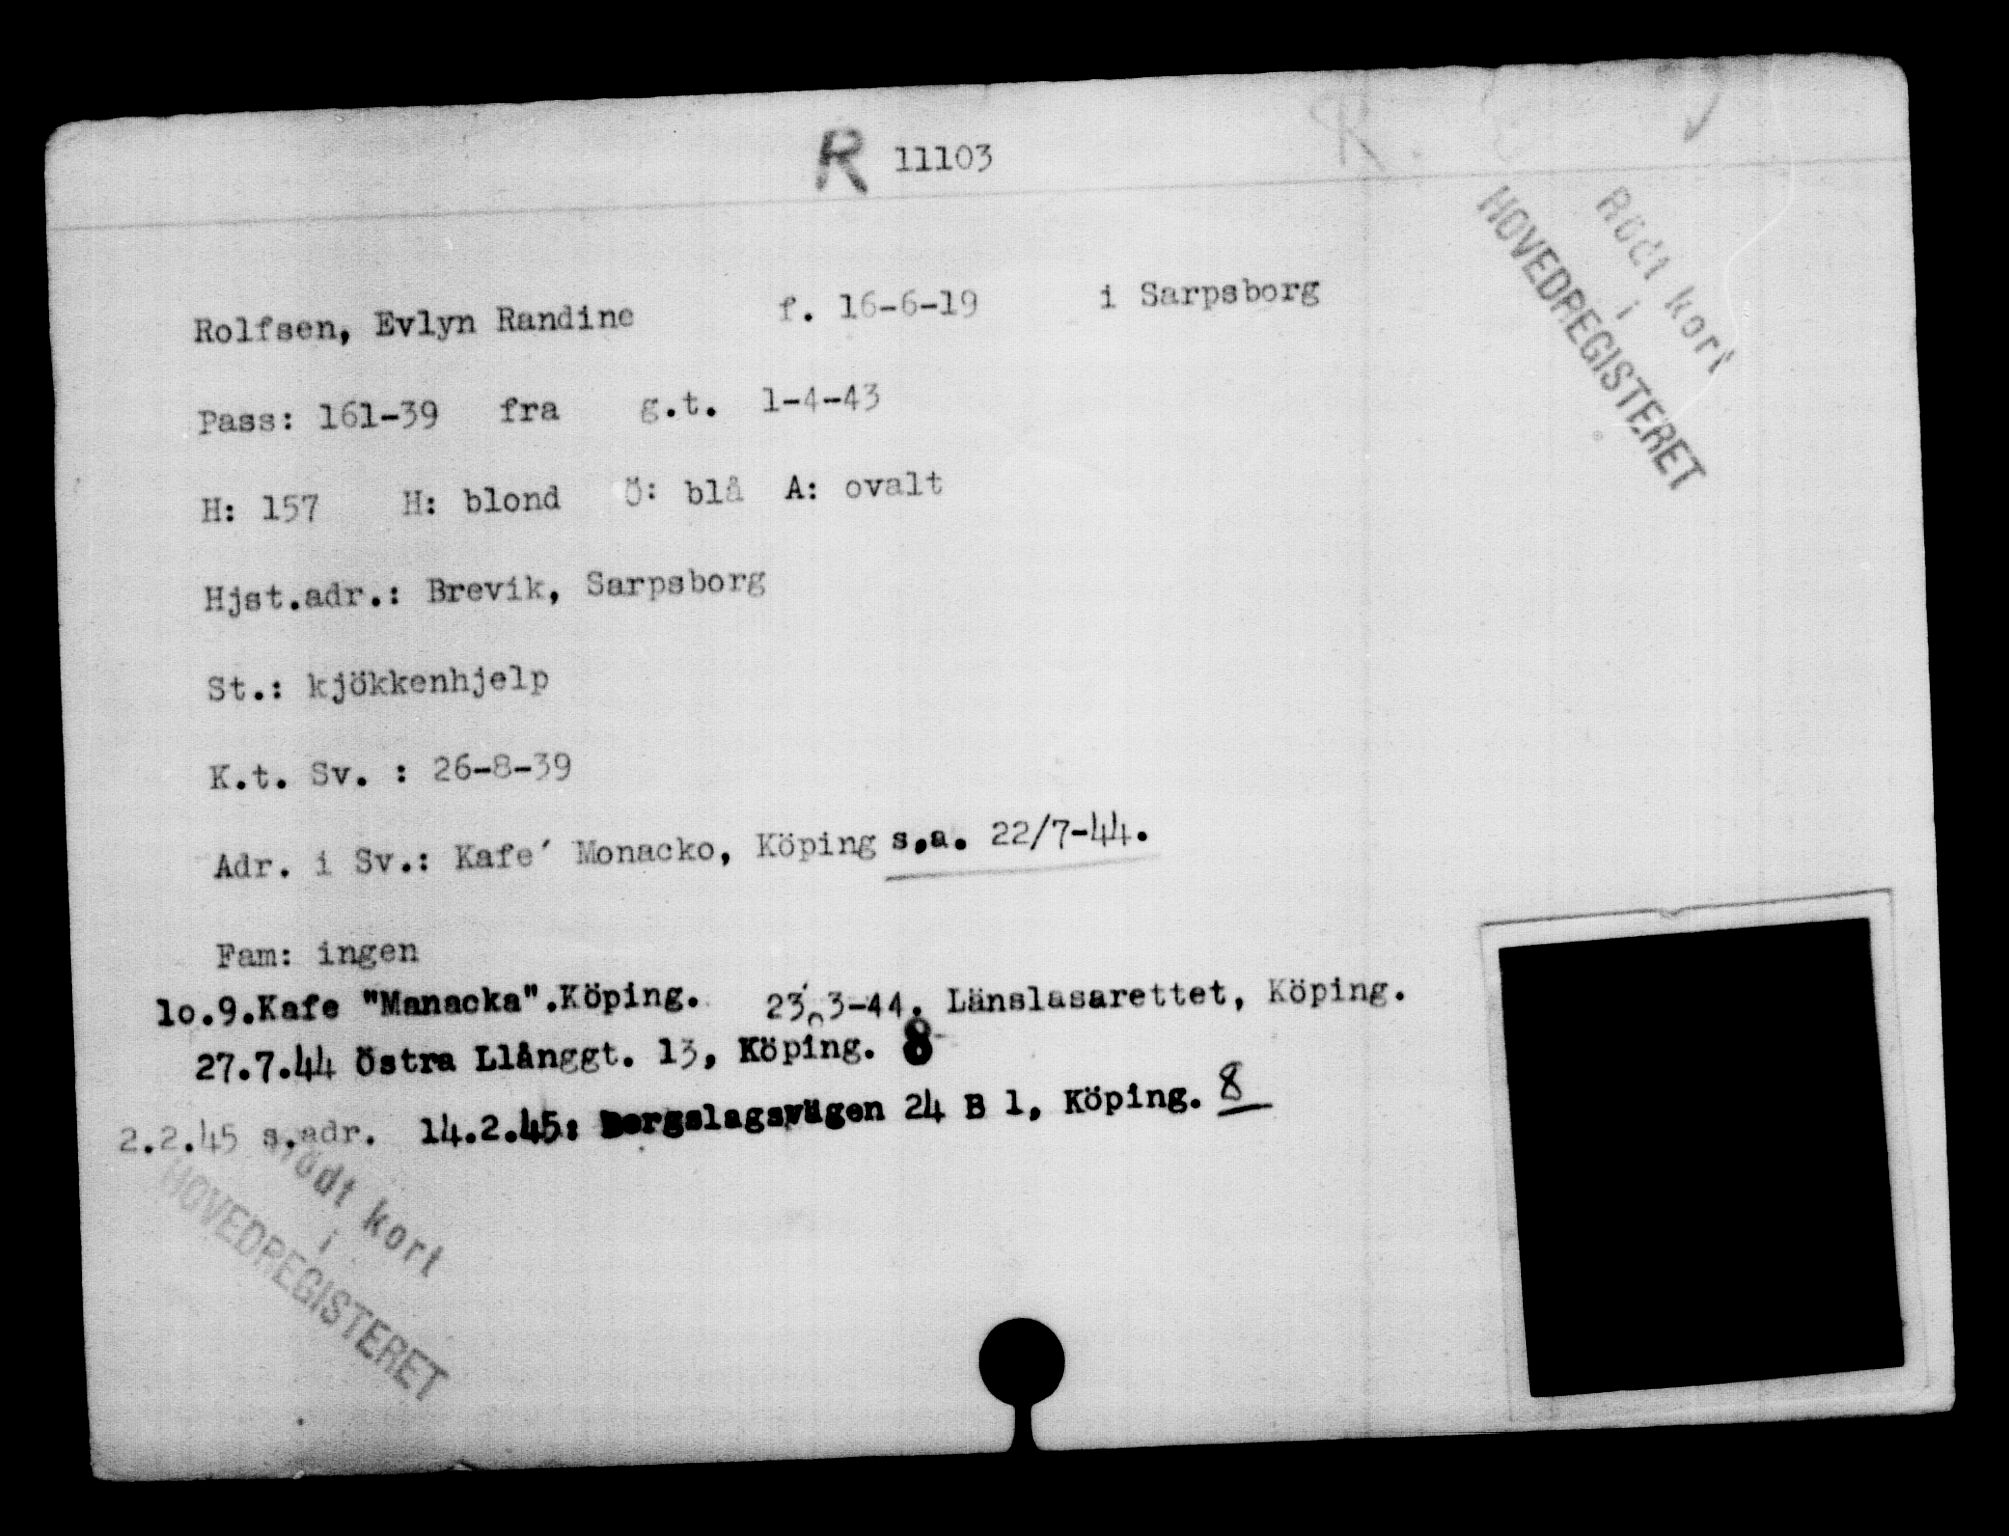 R 11103
R.
Rödt kort
i
HOVEDREGISTERET
Rolfsen, Evlyn Randine f. 16-6-19 i Sarpsborg
Pass: 161-39 fra g.t. 1-4-43
H: 157 H: blond Ö: blå A: ovalt
Hjst.adr.: Brevik, Sarpsborg
St.: kjökkenhjelp
K.t. Sv. : 26-8-39
Adr. i Sv.: Kafe´ Monacko, Köping s.a. 22/7-44.
Fam: ingen
lo.9.Kafe "Manacka".Köping. 23.3-44. Länslasarettet, Köping.
27.7.44 Östra Llånggt. 13, Köping. 8
2.2.45 s.adr. 14.2.45: Bergslagsvägen 24 B 1, Köping. 8
rödt kort
i
HOVEDREGISTERET